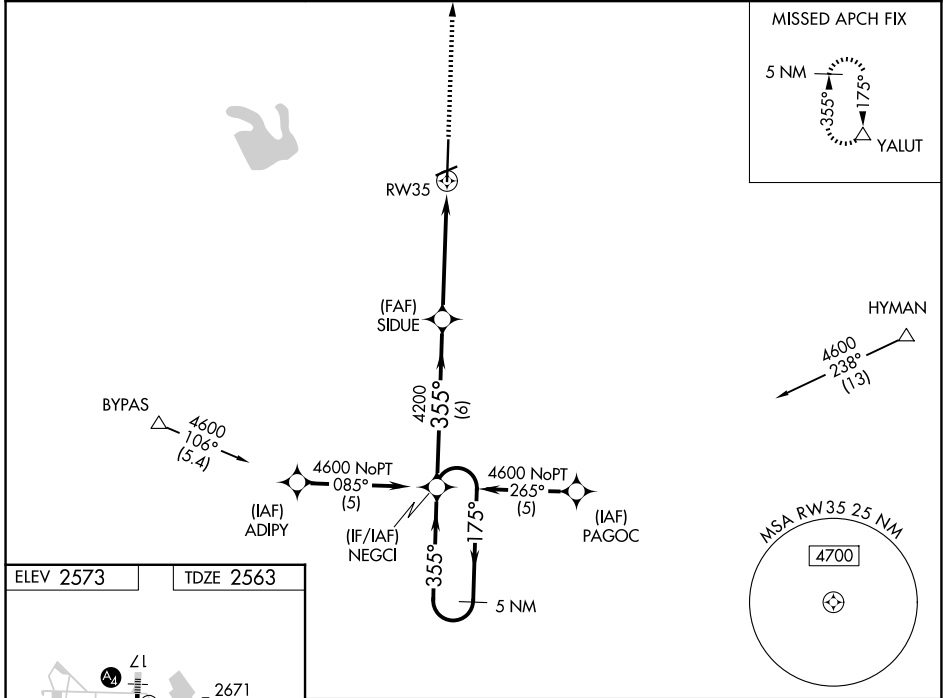 MISSED APCH FIX
5 NM
355°
175°
YALUT
RW35
(FAF)
SIDUE
HYMAN
4600
238°
(13)
4200
355°
(6)
BYPAS
4600
106°
(5.4)
4600 NoPT
085°
(5)
4600 NoPT
265°
(5)
(IAF)
ADIPY
(IF/IAF)
NEGCI
(IAF)
PAGOC
355°
175°
5 NM
MSA RW35 25 NM
4700
ELEV 2573
TDZE 2563
17
A4
2671